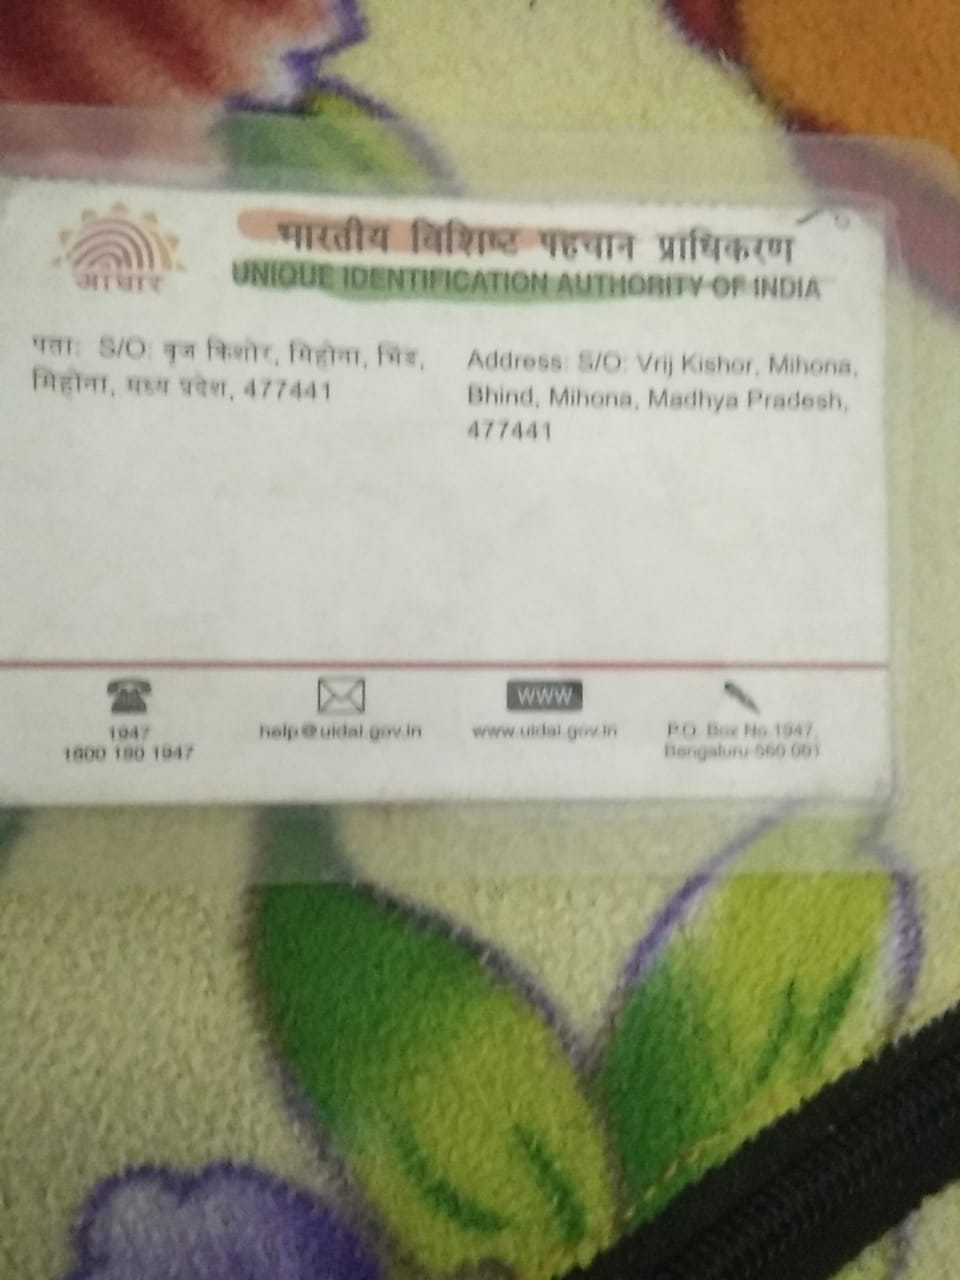 भारतीय विशिष्ट पहचान प्राधिकरण
UNIQUE IDENTIFICATION AUTHORITY OF INDIA
आधार
पता: S/O: बृज किशोर, मिहोना, भिंड,
मिहोना, मध्य प्रदेश, 477441
Address: S/O: Vrij Kishor, Mihona,
Bhind, Mihona, Madhya Pradesh,
477441
1947
1800 180 1947
help@uidai.gov.in
WWW
www.uidai.gov.in
P.O. Box No.1947,
Bengaluru-560 001